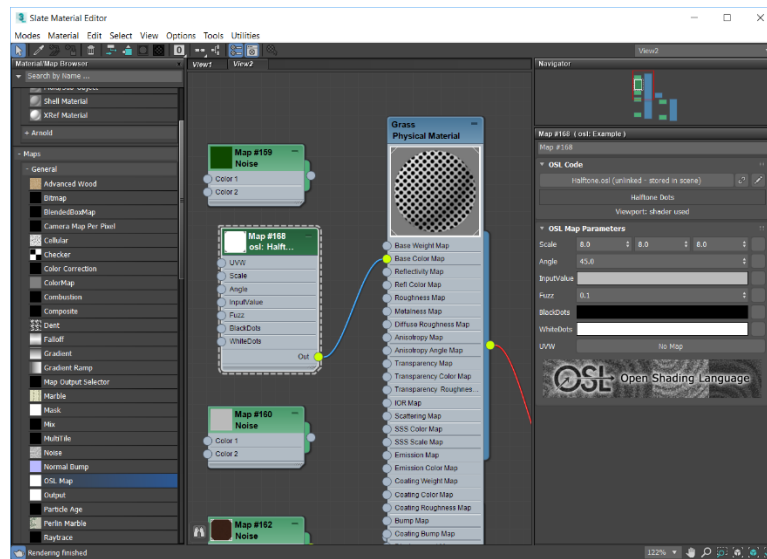 Slate Material Editor
Modes Material Edit Select View Options Tools Utilities
View2
Material/Map Browser
Search by Name ...
Shell Material
XRef Material
+ Arnold
- Maps
- General
Advanced Wood
Bitmap
BlendedBoxMap
Camera Map Per Pixel
Cellular
Checker
Color Correction
ColorMap
Combustion
Composite
Dent
Falloff
Gradient
Gradient Ramp
Map Output Selector
Marble
Mask
Mix
MultiTile
Noise
Normal Bump
OSL Map
Output
Particle Age
Perlin Marble
Raytrace
View1 View2
Map #159
Noise
Color 1
Color 2
Map #168
osl: Halft...
UVW
Scale
Angle
InputValue
Fuzz
BlackDots
WhiteDots
Out
Map #160
Noise
Color 1
Color 2
Map #162
Noise
Grass
Physical Material
Base Weight Map
Base Color Map
Reflectivity Map
Refl Color Map
Roughness Map
Metalness Map
Diffuse Roughness Map
Anisotropy Map
Anisotropy Angle Map
Transparency Map
Transparency Color Map
Transparency Roughnes...
IOR Map
Scattering Map
SSS Color Map
SSS Scale Map
Emission Map
Emission Color Map
Coating Weight Map
Coating Color Map
Coating Roughness Map
Bump Map
Coating Bump Map
Navigator
Map #168 ( osl: Example )
Map #168
OSL Code
Halftone.osl (unlinked - stored in scene)
Halftone Dots
Viewport: shader used
OSL Map Parameters
Scale 8.0 8.0 8.0
Angle 45.0
InputValue
Fuzz 0.1
BlackDots
WhiteDots
UVW No Map
OSL Open Shading Language
Rendering finished
122%